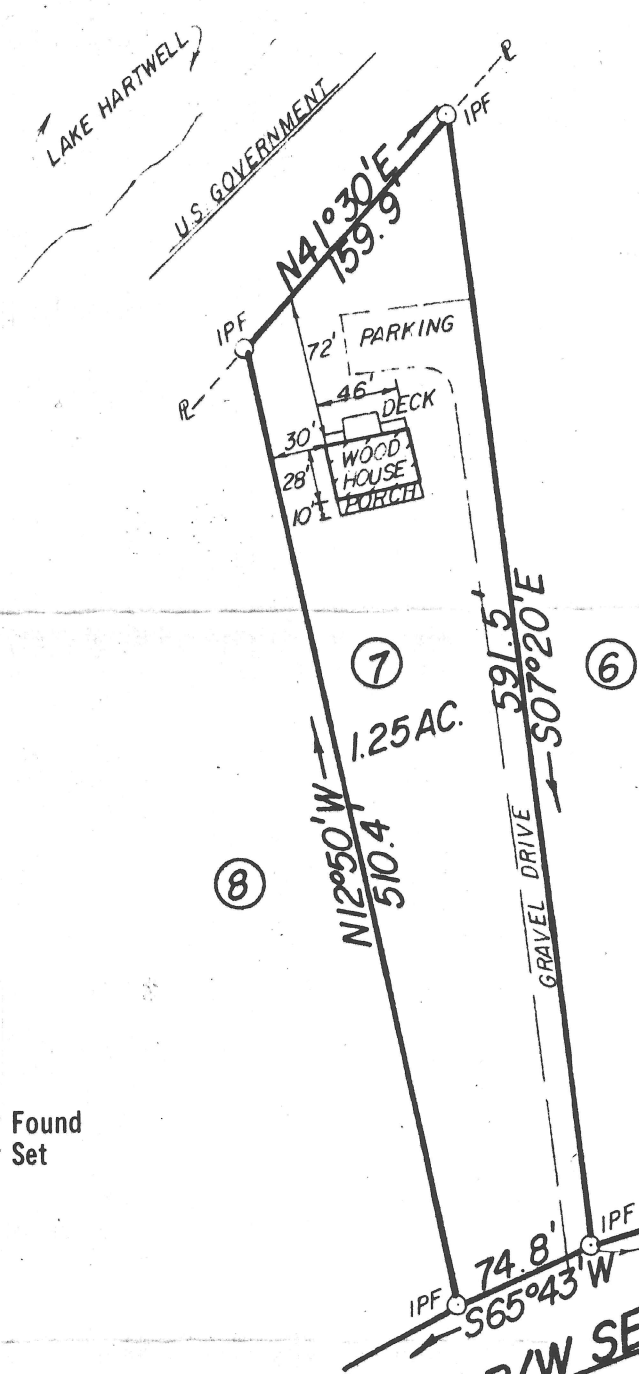 LAKE HARTWELL
U.S. GOVERNMENT
IPF
N41°30'E
159.9'
IPF
72'
PARKING
46'
DECK
30'
WOOD
HOUSE
28'
PORCH
10'
7
1.25 AC.
591.5'
S07°20'E
6
N12°50'W
510.4
8
GRAVEL DRIVE
Found
Set
IPF
74.8'
S65°43'W
IPF
R/W SE